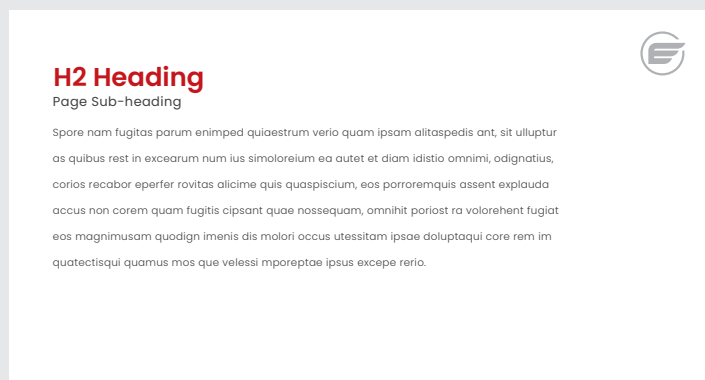 H2 Heading
Page Sub-heading
Spore nam fugitas parum enimped quiaestrum verio quam ipsam alitaspedis ant, sit ulluptur
as quibus rest in excearum num ius simoloreium ea autet et diam idistio omnimi, odignatius,
corios recabor eperfer rovitas alicime quis quaspiscium, eos porroremquis assent explauda
accus non corem quam fugitis cipsant quae nossequam, omnihit poriost ra volorehent fugiat
eos magnimusam quodign imenis dis molori occus utessitam ipsae doluptaqui core rem im
quatectisqui quamus mos que velessi mporeptae ipsus excepe rerio.